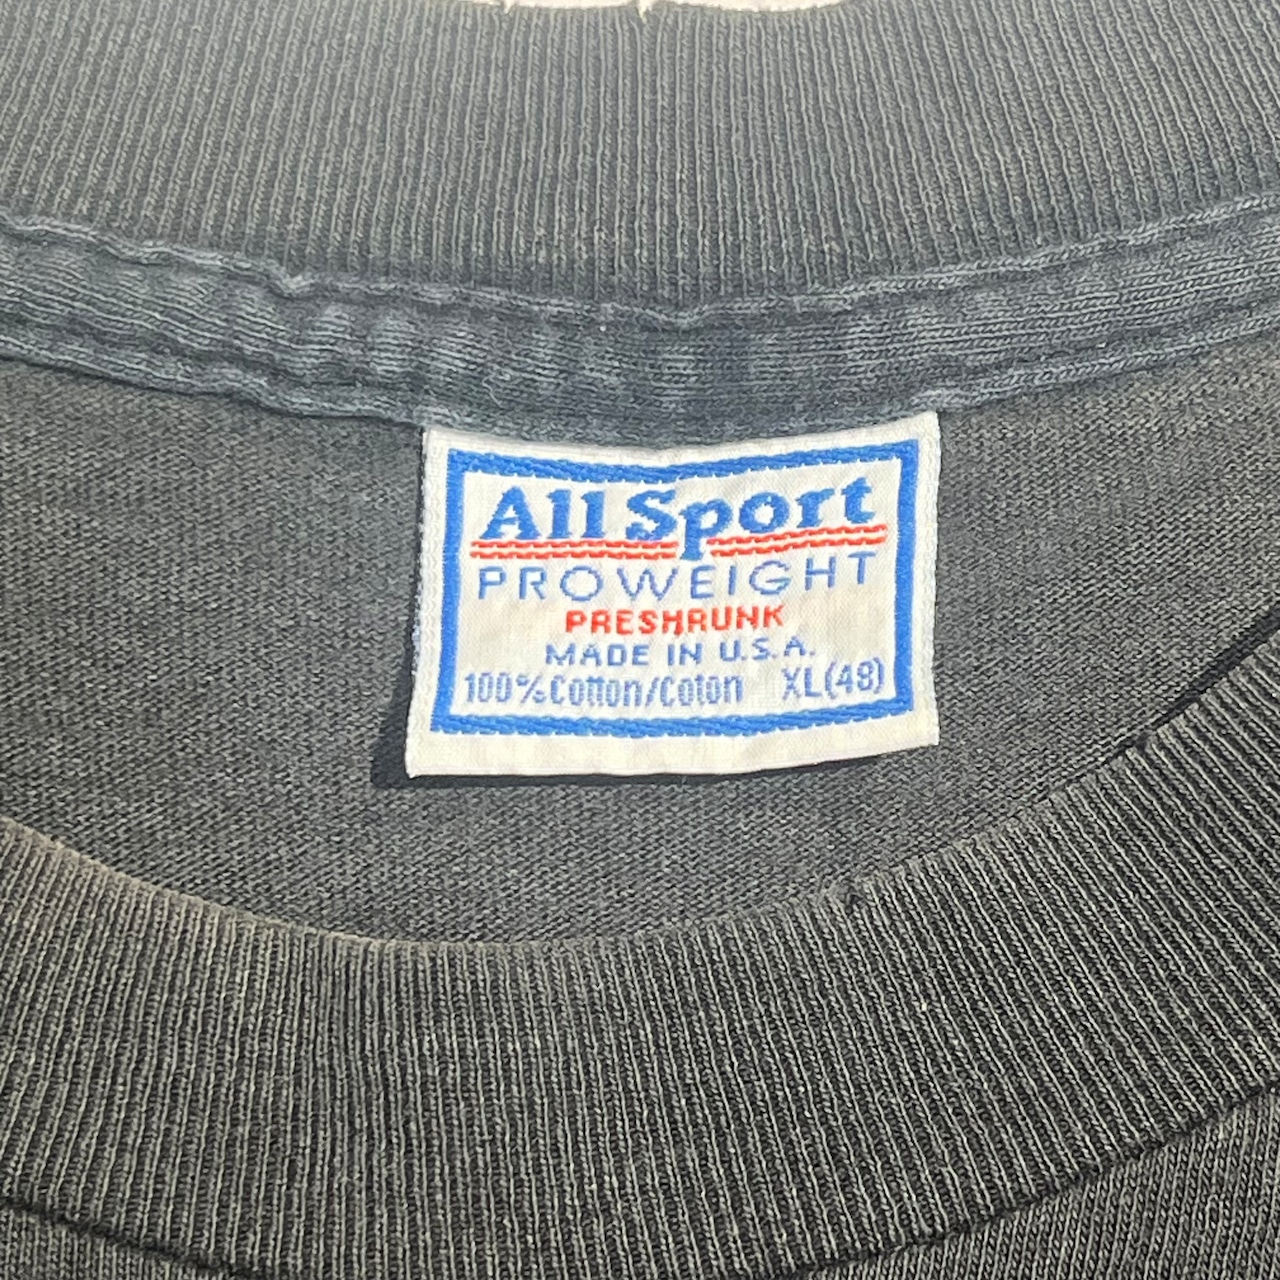 All Sport
PROWEIGHT
PRESHRUNK
MADE IN U.S.A.
100% Cotton/Coton XL(48)